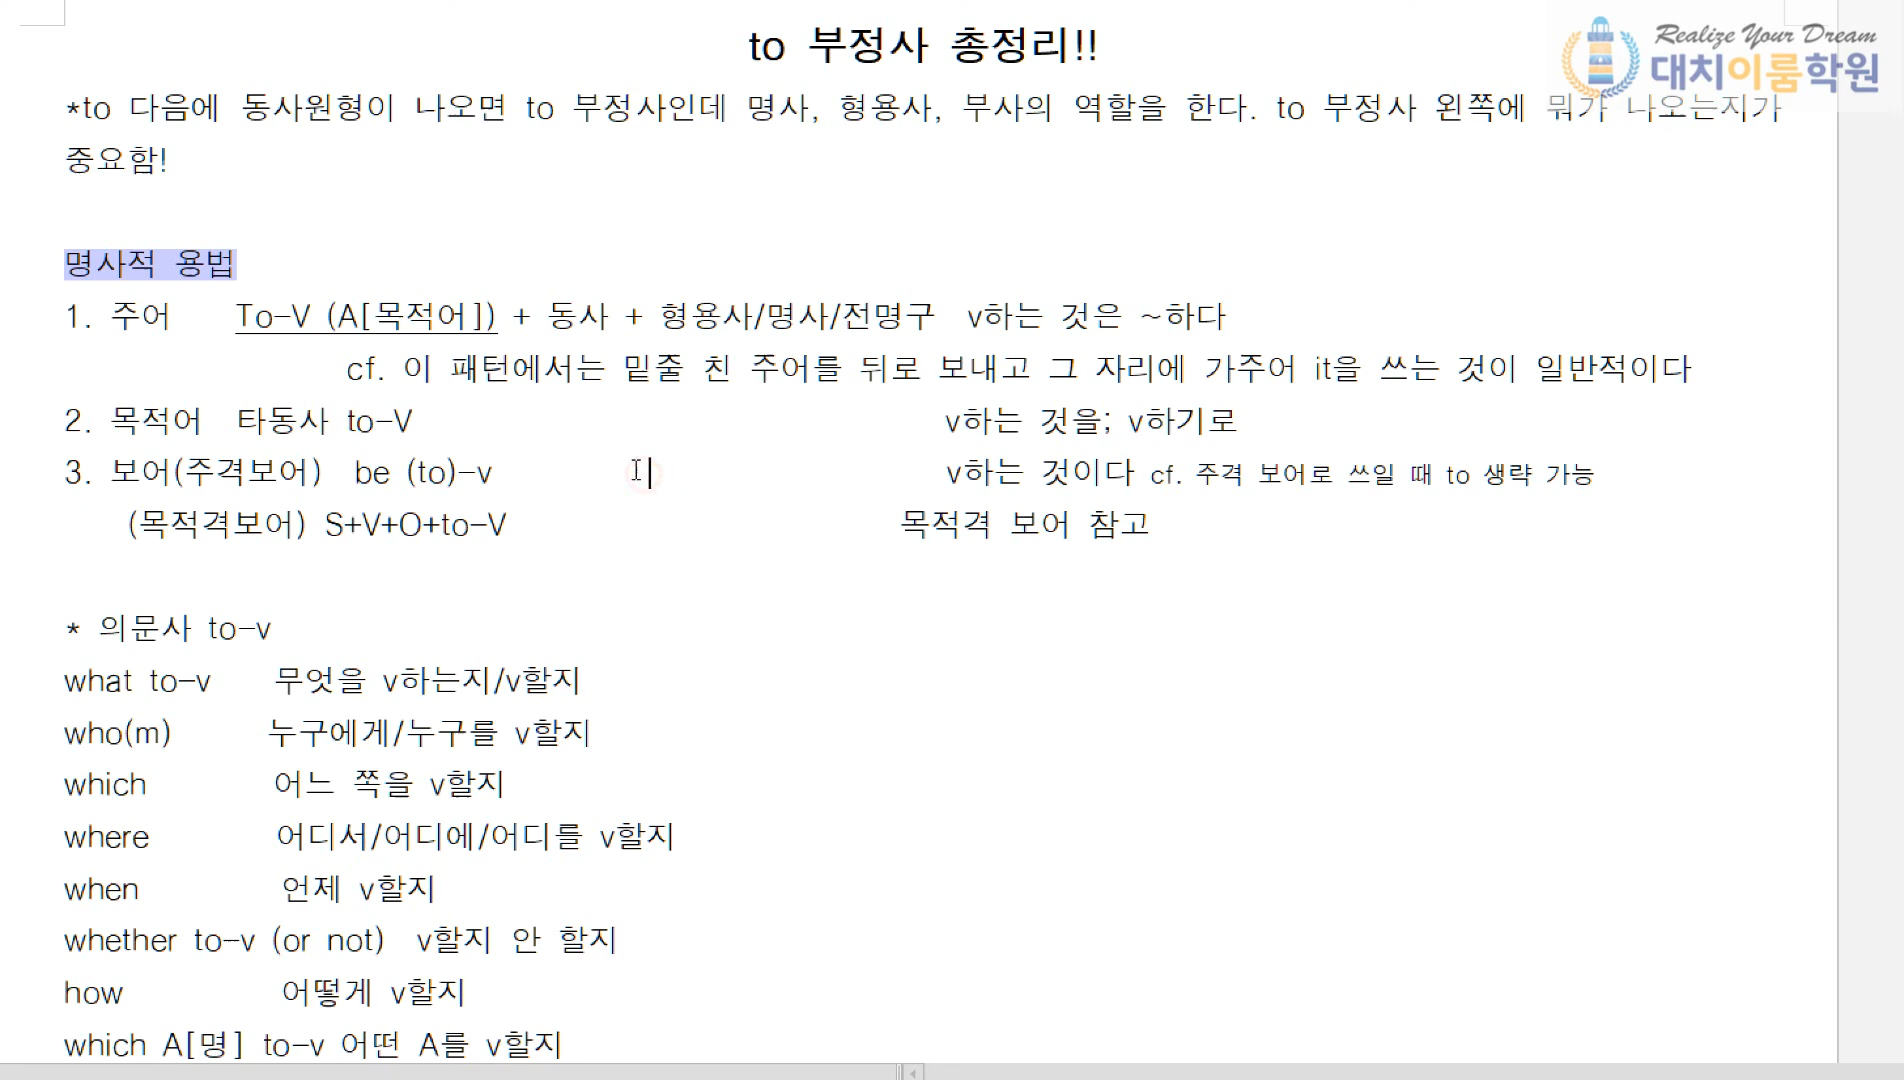 to 부정사 총정리!!
Realize Your Dream
대치이룸학원
*to 다음에 동사원형이 나오면 to 부정사인데 명사, 형용사, 부사의 역할을 한다. to 부정사 왼쪽에 뭐가 나오는지가
중요함!
명사적 용법
1. 주어 To-V (A[목적어]) + 동사 + 형용사/명사/전명구 v하는 것은 ~하다
cf. 이 패턴에서는 밑줄 친 주어를 뒤로 보내고 그 자리에 가주어 it을 쓰는 것이 일반적이다
2. 목적어 타동사 to-V v하는 것을; v하기로
3. 보어(주격보어) be (to)-v v하는 것이다 cf. 주격 보어로 쓰일 때 to 생략 가능
(목적격보어) S+V+O+to-V 목적격 보어 참고
* 의문사 to-v
what to-v 무엇을 v하는지/v할지
who(m) 누구에게/누구를 v할지
which 어느 쪽을 v할지
where 어디서/어디에/어디를 v할지
when 언제 v할지
whether to-v (or not) v할지 안 할지
how 어떻게 v할지
which A[명] to-v 어떤 A를 v할지